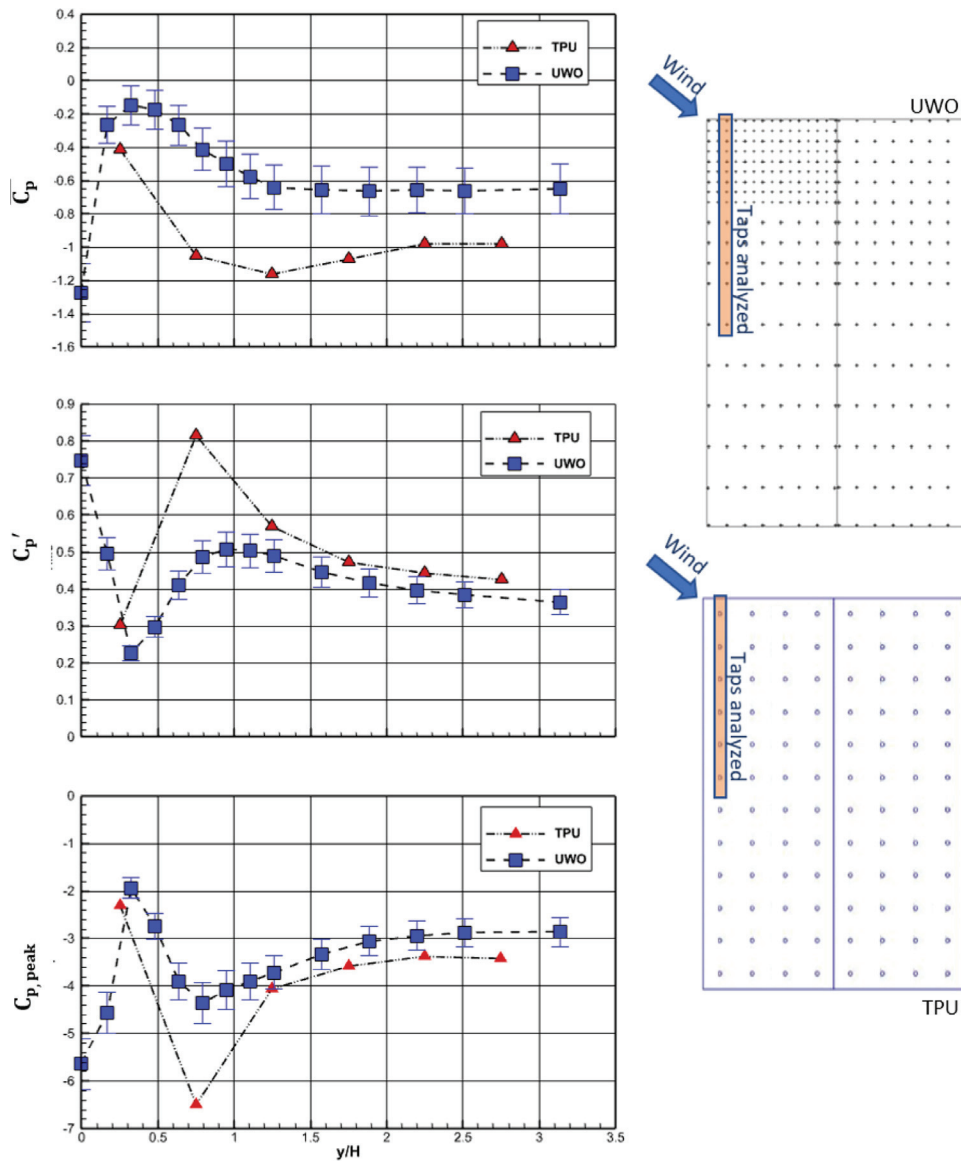 0.4
0.2
0
-0.2
-0.4
-0.6
-0.8
-1
-1.2
-1.4
-1.6
Cp
TPU
UWO
0.9
0.8
0.7
0.6
0.5
0.4
0.3
0.2
0.1
0
Cp'
TPU
UWO
0
-1
-2
-3
-4
-5
-6
-7
Cp, peak
TPU
UWO
0 0.5 1 1.5 2 2.5 3 3.5
y/H
Wind
UWO
Taps analyzed
Wind
Taps analyzed
TPU